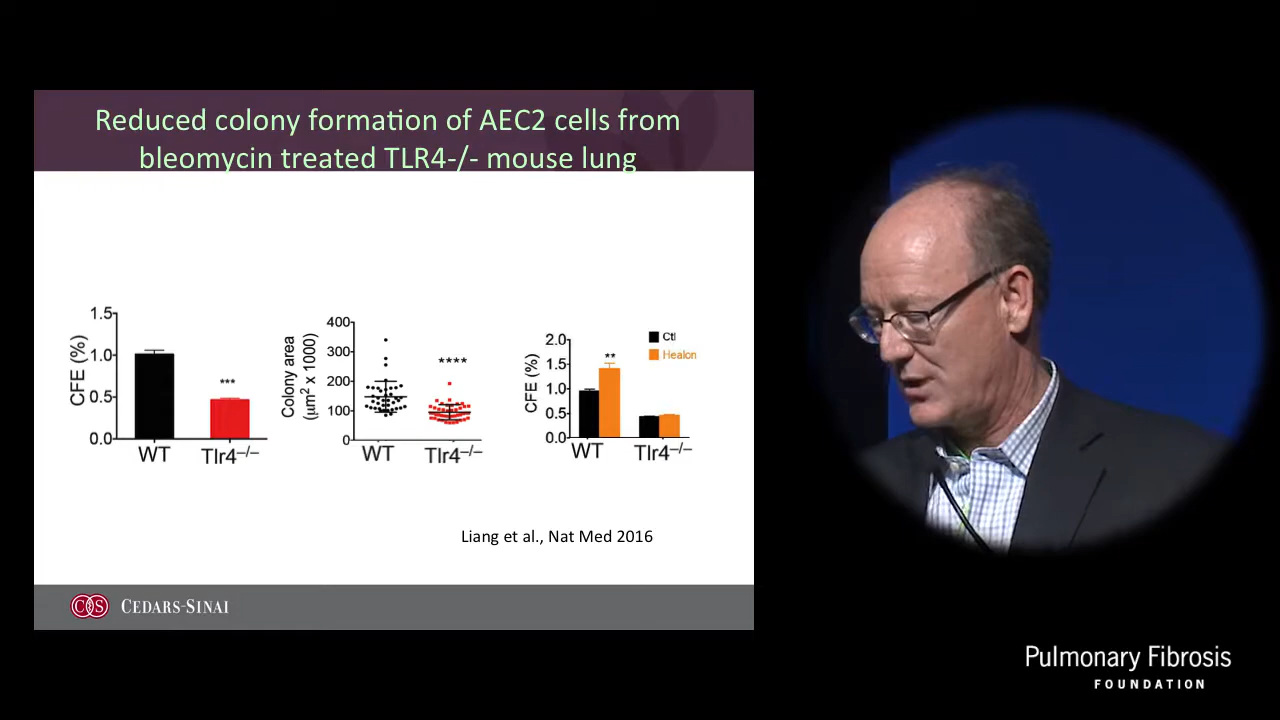 Reduced colony formation of AEC2 cells from
bleomycin treated TLR4-/- mouse lung
CFE (%)
1.5
1.0
0.5
0.0
***
WT
Tlr4–/–
Colony area
(μm2 x 1000)
400
300
200
100
0
****
WT
Tlr4–/–
CFE (%)
2.0
1.5
1.0
0.5
0.0
**
Ctl
Healon
WT
Tlr4–/–
Liang et al., Nat Med 2016
CS
CEDARS-SINAI
Pulmonary Fibrosis
FOUNDATION